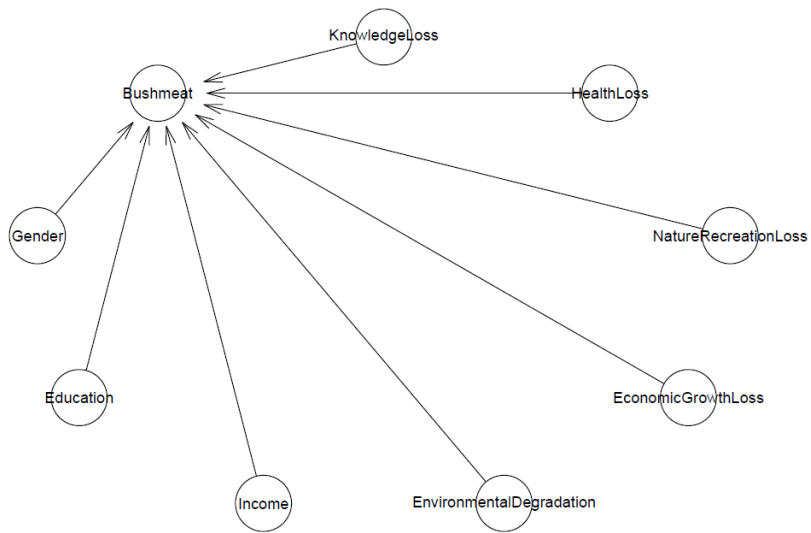 KnowledgeLoss
Bushmeat
HealthLoss
Gender
NatureRecreationLoss
Education
EconomicGrowthLoss
Income
EnvironmentalDegradation